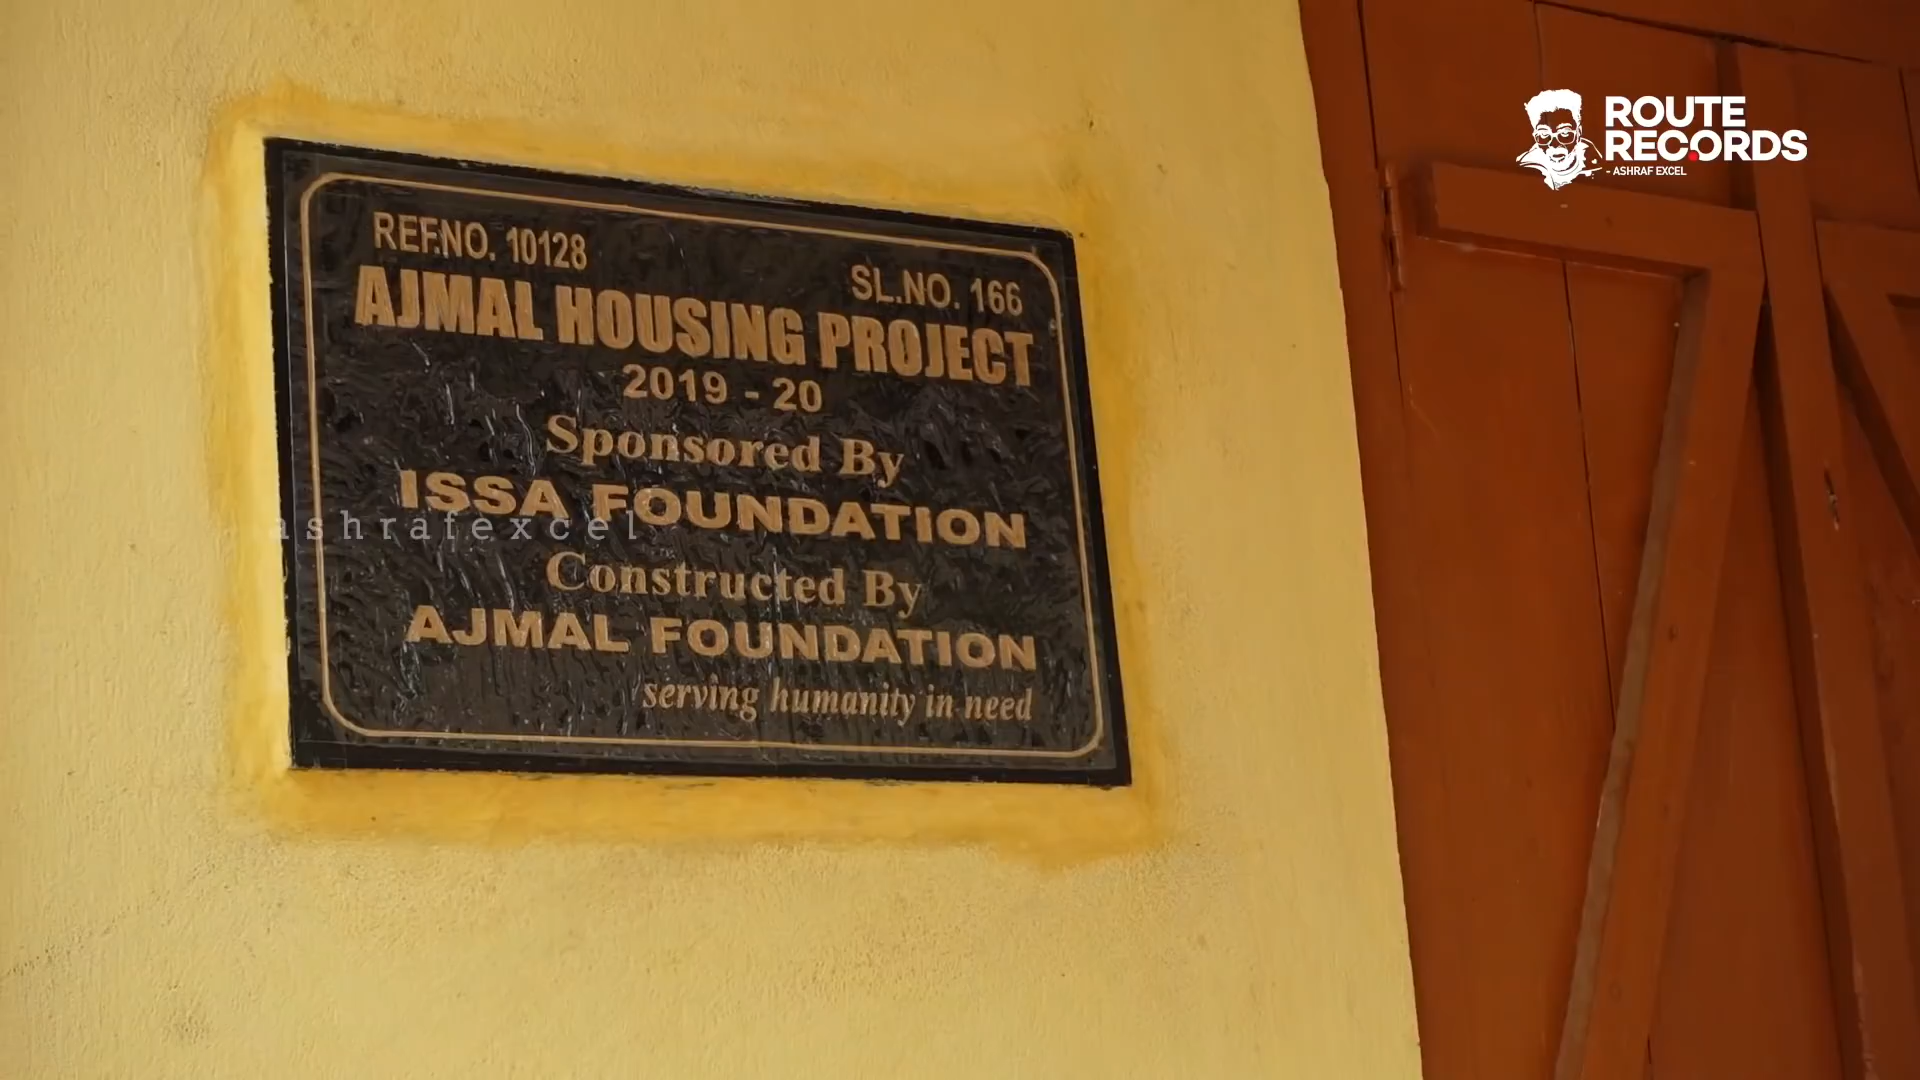 REF.NO. 10128
SL.NO. 166
AJMAL HOUSING PROJECT
2019 - 20
Sponsored By
ISSA FOUNDATION
Constructed By
AJMAL FOUNDATION
serving humanity in need
ashrafexcel
ROUTE
RECORDS
- ASHRAF EXCEL